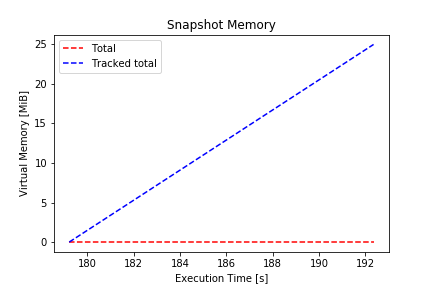 Snapshot Memory
Total
Tracked total
Virtual Memory [MiB]
25
20
15
10
5
0
180 182 184 186 188 190 192
Execution Time [s]